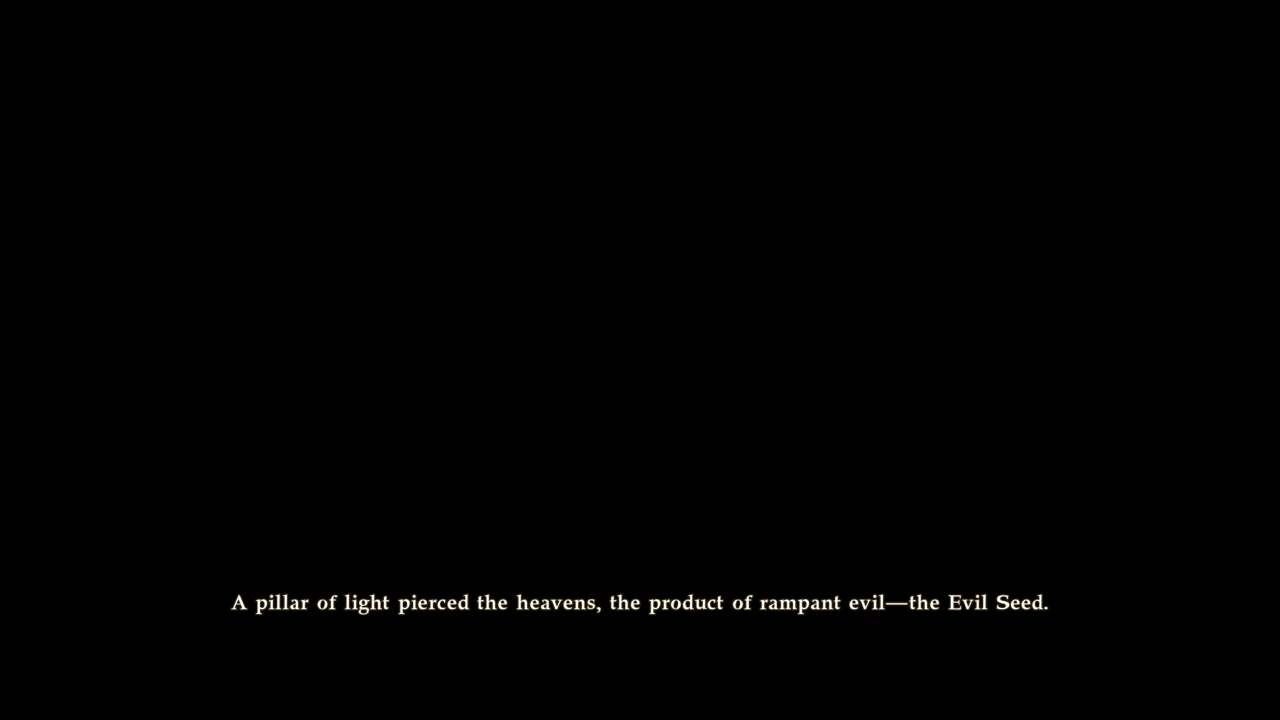 A pillar of light pierced the heavens, the product of rampant evil—the Evil Seed.